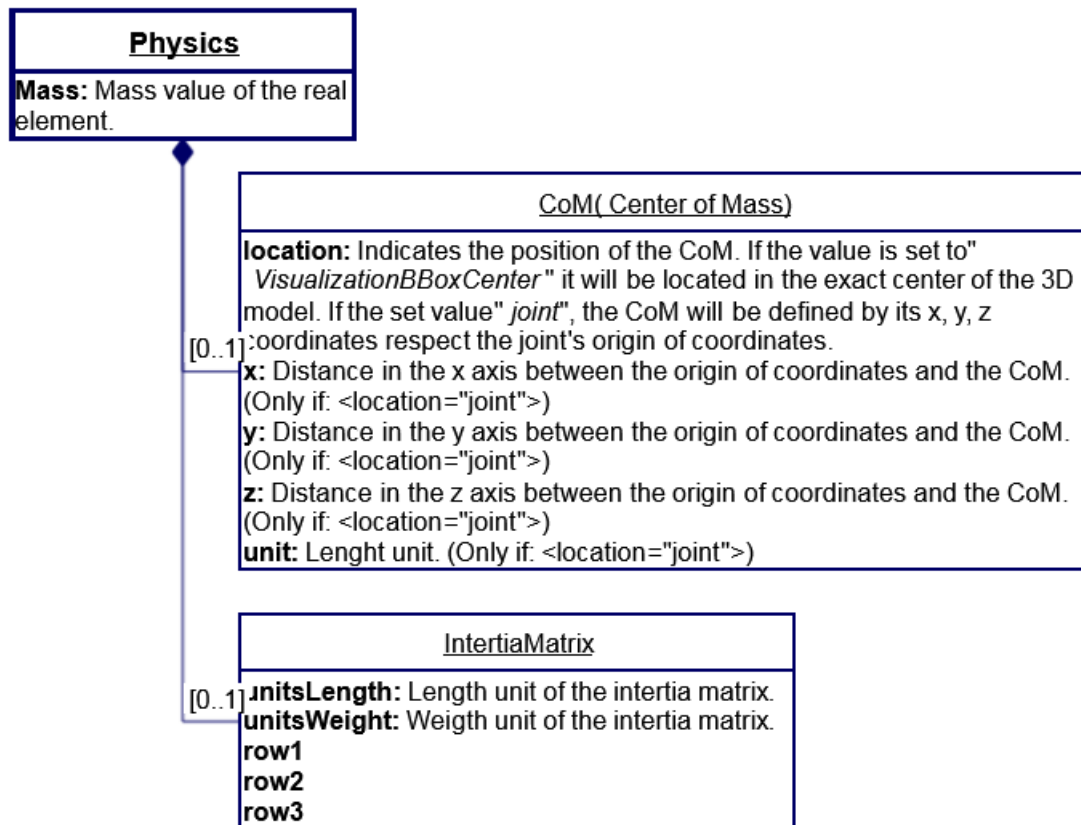 Physics
Mass: Mass value of the real
element.
CoM( Center of Mass)
location: Indicates the position of the CoM. If the value is set to"
VisualizationBBoxCenter" it will be located in the exact center of the 3D
model. If the set value" joint", the CoM will be defined by its x, y, z
coordinates respect the joint's origin of coordinates.
[0..1]
x: Distance in the x axis between the origin of coordinates and the CoM.
(Only if: <location="joint">)
y: Distance in the y axis between the origin of coordinates and the CoM.
(Only if: <location="joint">)
z: Distance in the z axis between the origin of coordinates and the CoM.
(Only if: <location="joint">)
unit: Lenght unit. (Only if: <location="joint">)
IntertiaMatrix
[0..1]
unitsLength: Length unit of the intertia matrix.
unitsWeight: Weigth unit of the intertia matrix.
row1
row2
row3